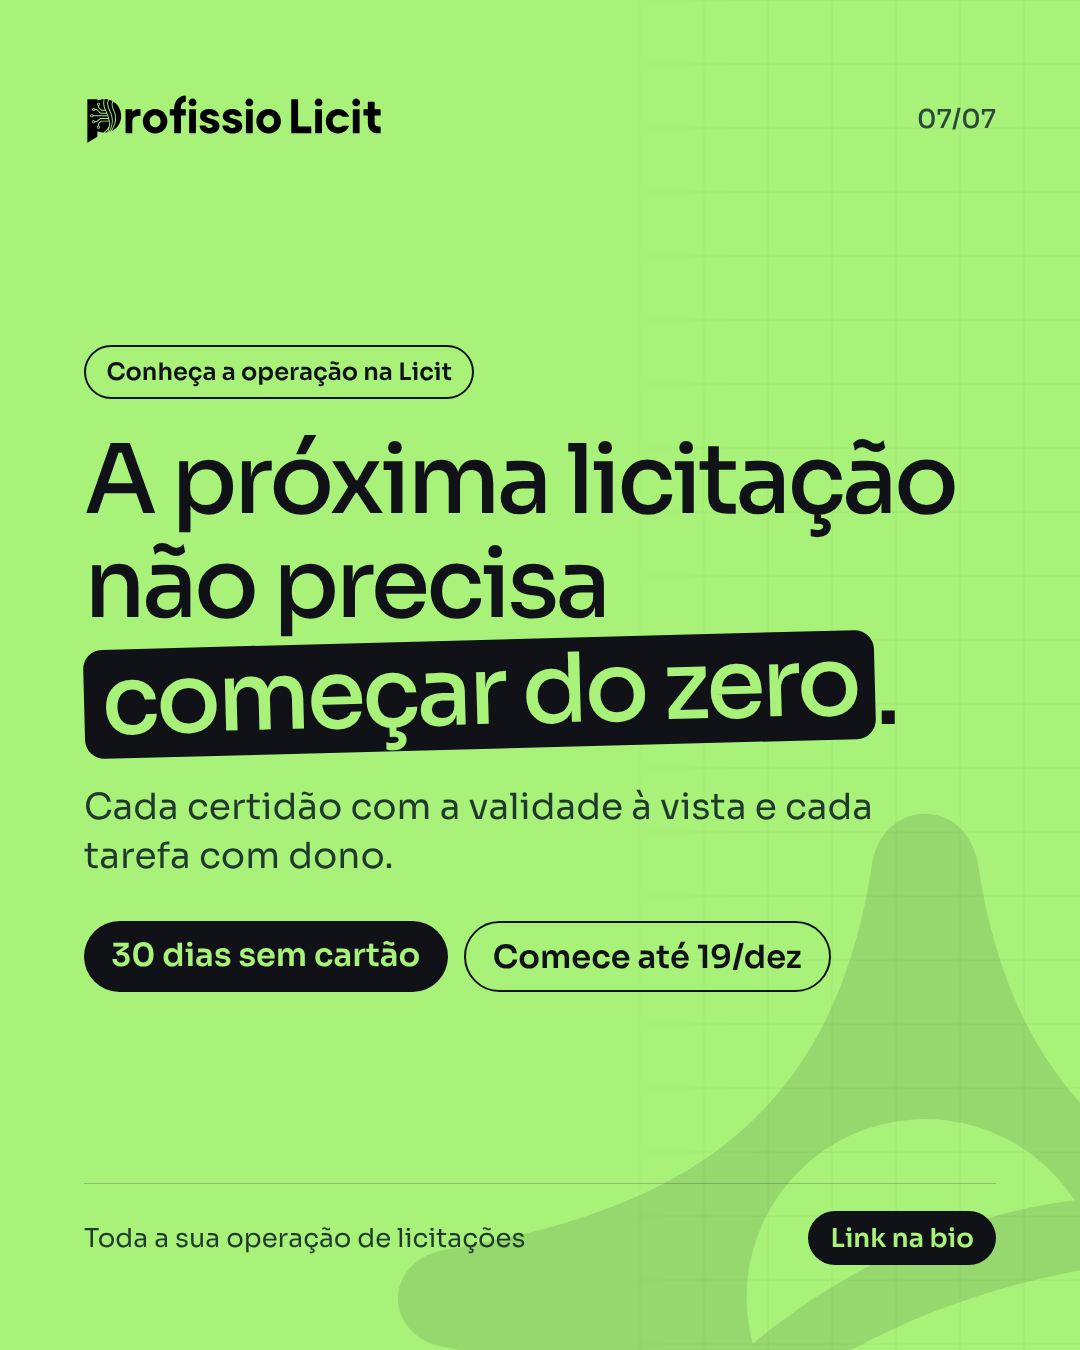 Profissio Licit
07/07
Conheça a operação na Licit
A próxima licitação
não precisa
começar do zero.
Cada certidão com a validade à vista e cada
tarefa com dono.
30 dias sem cartão
Comece até 19/dez
Toda a sua operação de licitações
Link na bio